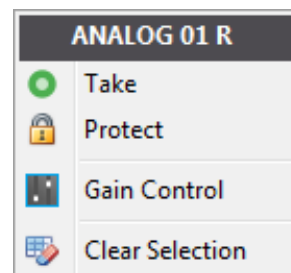 ANALOG 01 R
Take
Protect
Gain Control
Clear Selection